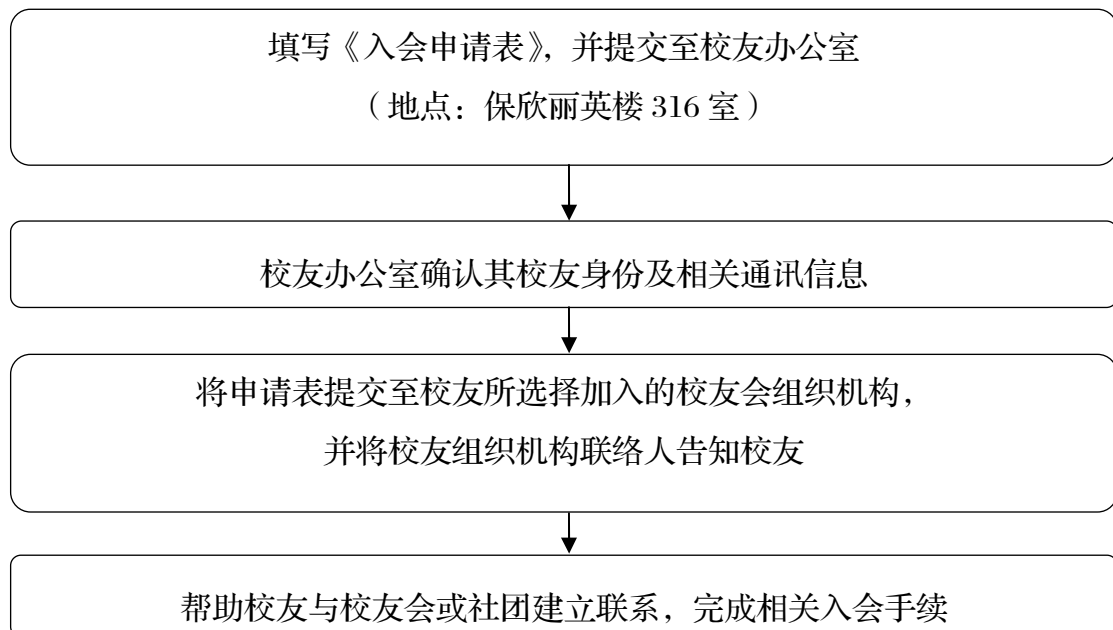 填写《入会申请表》，并提交至校友办公室
（地点：保欣丽英楼 316 室）
校友办公室确认其校友身份及相关通讯信息
将申请表提交至校友所选择加入的校友会组织机构，
并将校友组织机构联络人告知校友
帮助校友与校友会或社团建立联系，完成相关入会手续